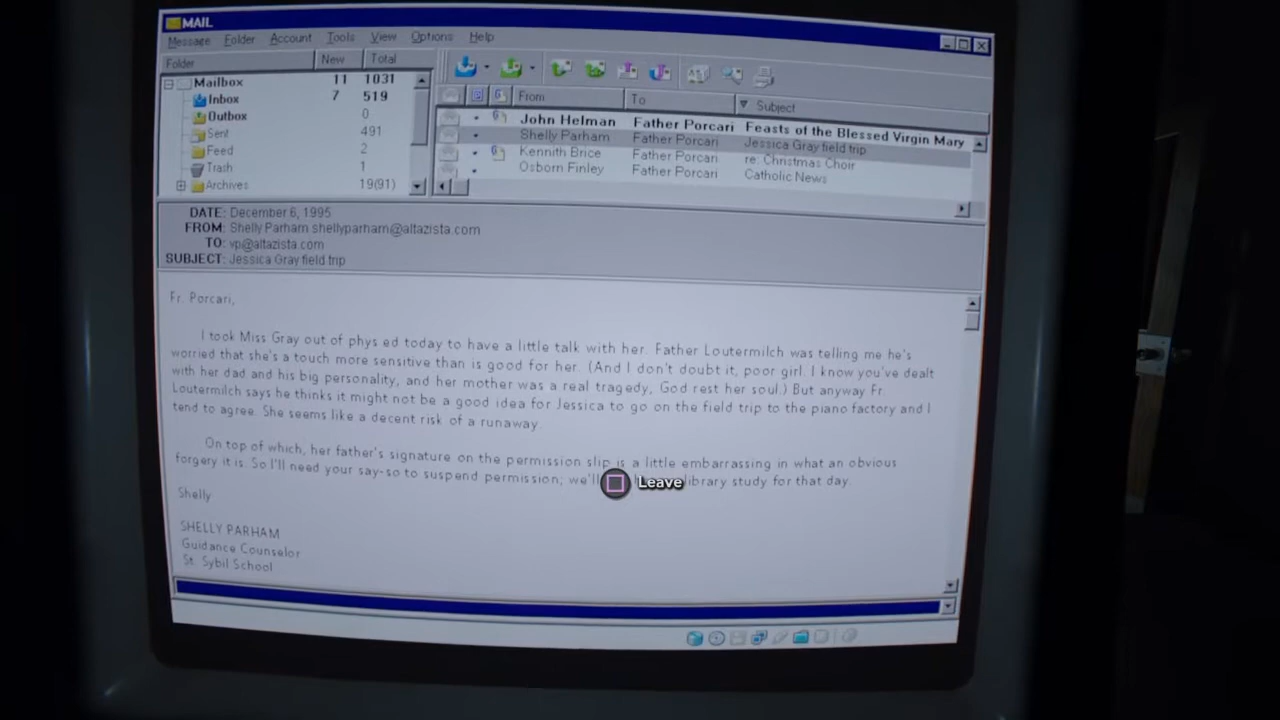 MAIL
Message Folder Account Tools View Options Help
Folder New Total
Mailbox 11 1031
Inbox 7 519
Outbox 0
Sent 491
Feed 2
Trash 1
Archives 19(91)
From To Subject
John Helman Father Porcari Feasts of the Blessed Virgin Mary
Shelly Parham Father Porcari Jessica Gray field trip
Kennith Brice Father Porcari re: Christmas Choir
Osborn Finley Father Porcari Catholic News
DATE: December 6, 1995
FROM: Shelly Parham shellyparham@altazista.com
TO: vp@altazista.com
SUBJECT: Jessica Gray field trip
Fr. Porcari,
I took Miss Gray out of phys ed today to have a little talk with her. Father Loutermilch was telling me he's
worried that she's a touch more sensitive than is good for her. (And I don't doubt it, poor girl. I know you've dealt
with her dad and his big personality, and her mother was a real tragedy, God rest her soul.) But anyway Fr.
Loutermilch says he thinks it might not be a good idea for Jessica to go on the field trip to the piano factory and I
tend to agree. She seems like a decent risk of a runaway.
On top of which, her father's signature on the permission slip is a little embarrassing in what an obvious
forgery it is. So I'll need your say-so to suspend permission; we'll library study for that day.
Leave
Shelly
SHELLY PARHAM
Guidance Counselor
St. Sybil School